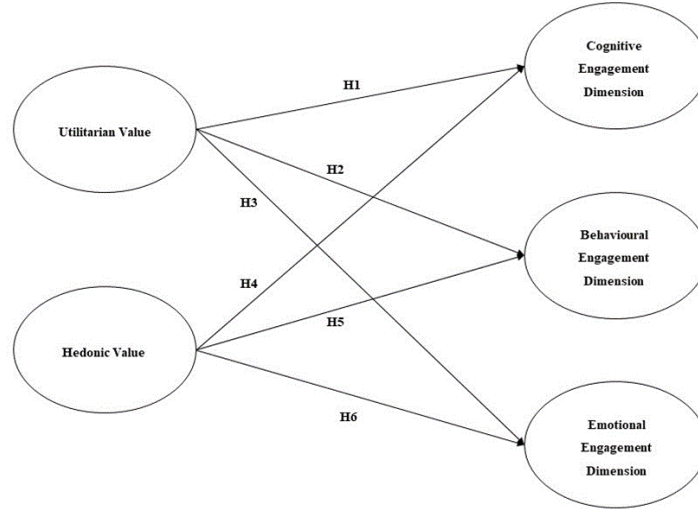 Cognitive
Engagement
Dimension
H1
Utilitarian Value
H2
H3
Behavioural
Engagement
Dimension
H4
H5
Hedonic Value
H6
Emotional
Engagement
Dimension